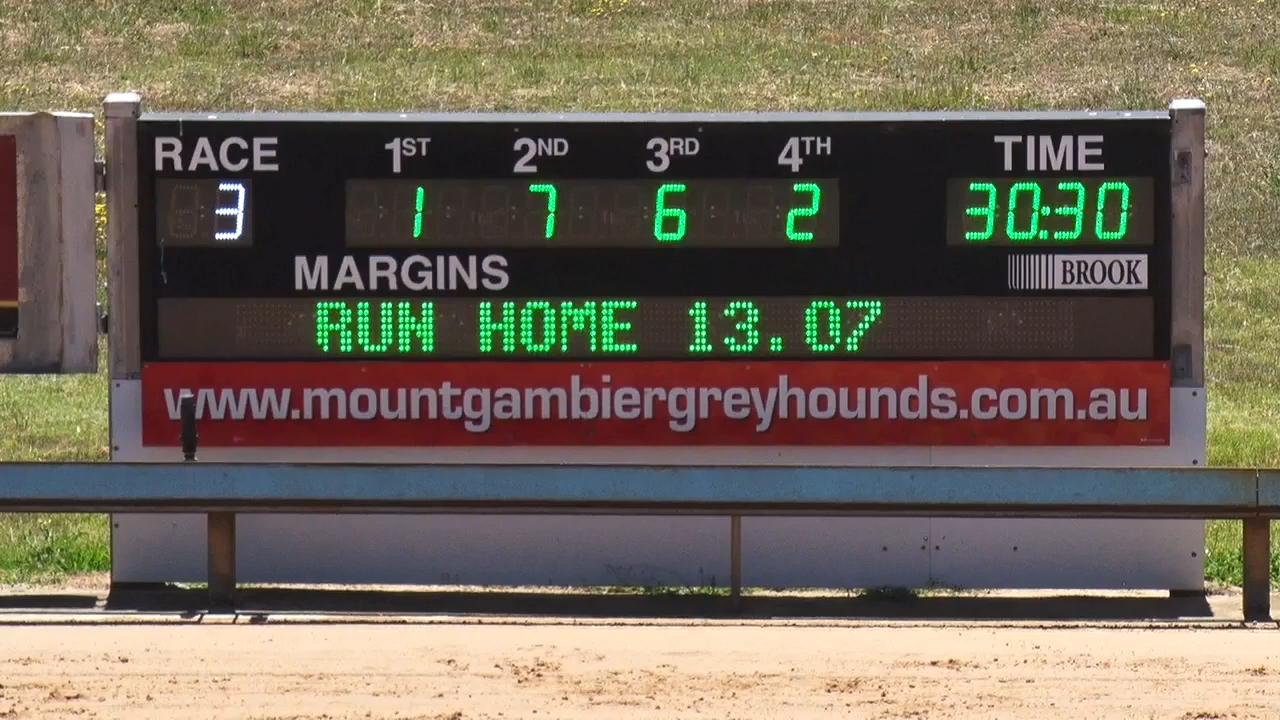 RACE 1ST 2ND 3RD 4TH TIME
3 1 7 6 2 30:30
MARGINS BROOK
RUN HOME 13.07
www.mountgambiergreyhounds.com.au